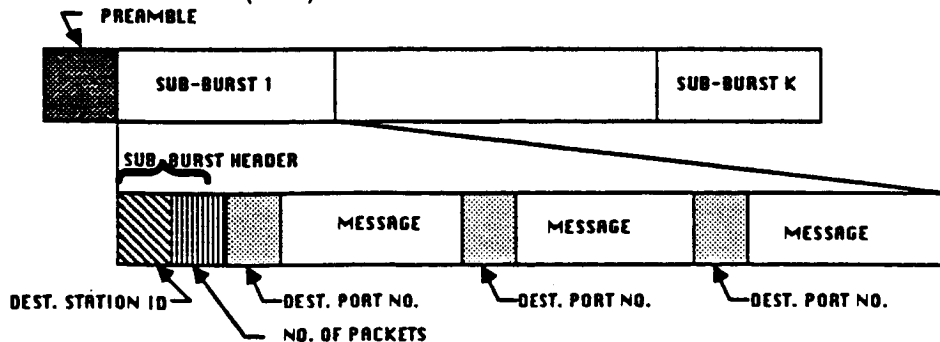 PREAMBLE
SUB-BURST 1
SUB-BURST K
SUB-BURST HEADER
MESSAGE
MESSAGE
MESSAGE
DEST. STATION ID
DEST. PORT NO.
DEST. PORT NO.
DEST. PORT NO.
NO. OF PACKETS